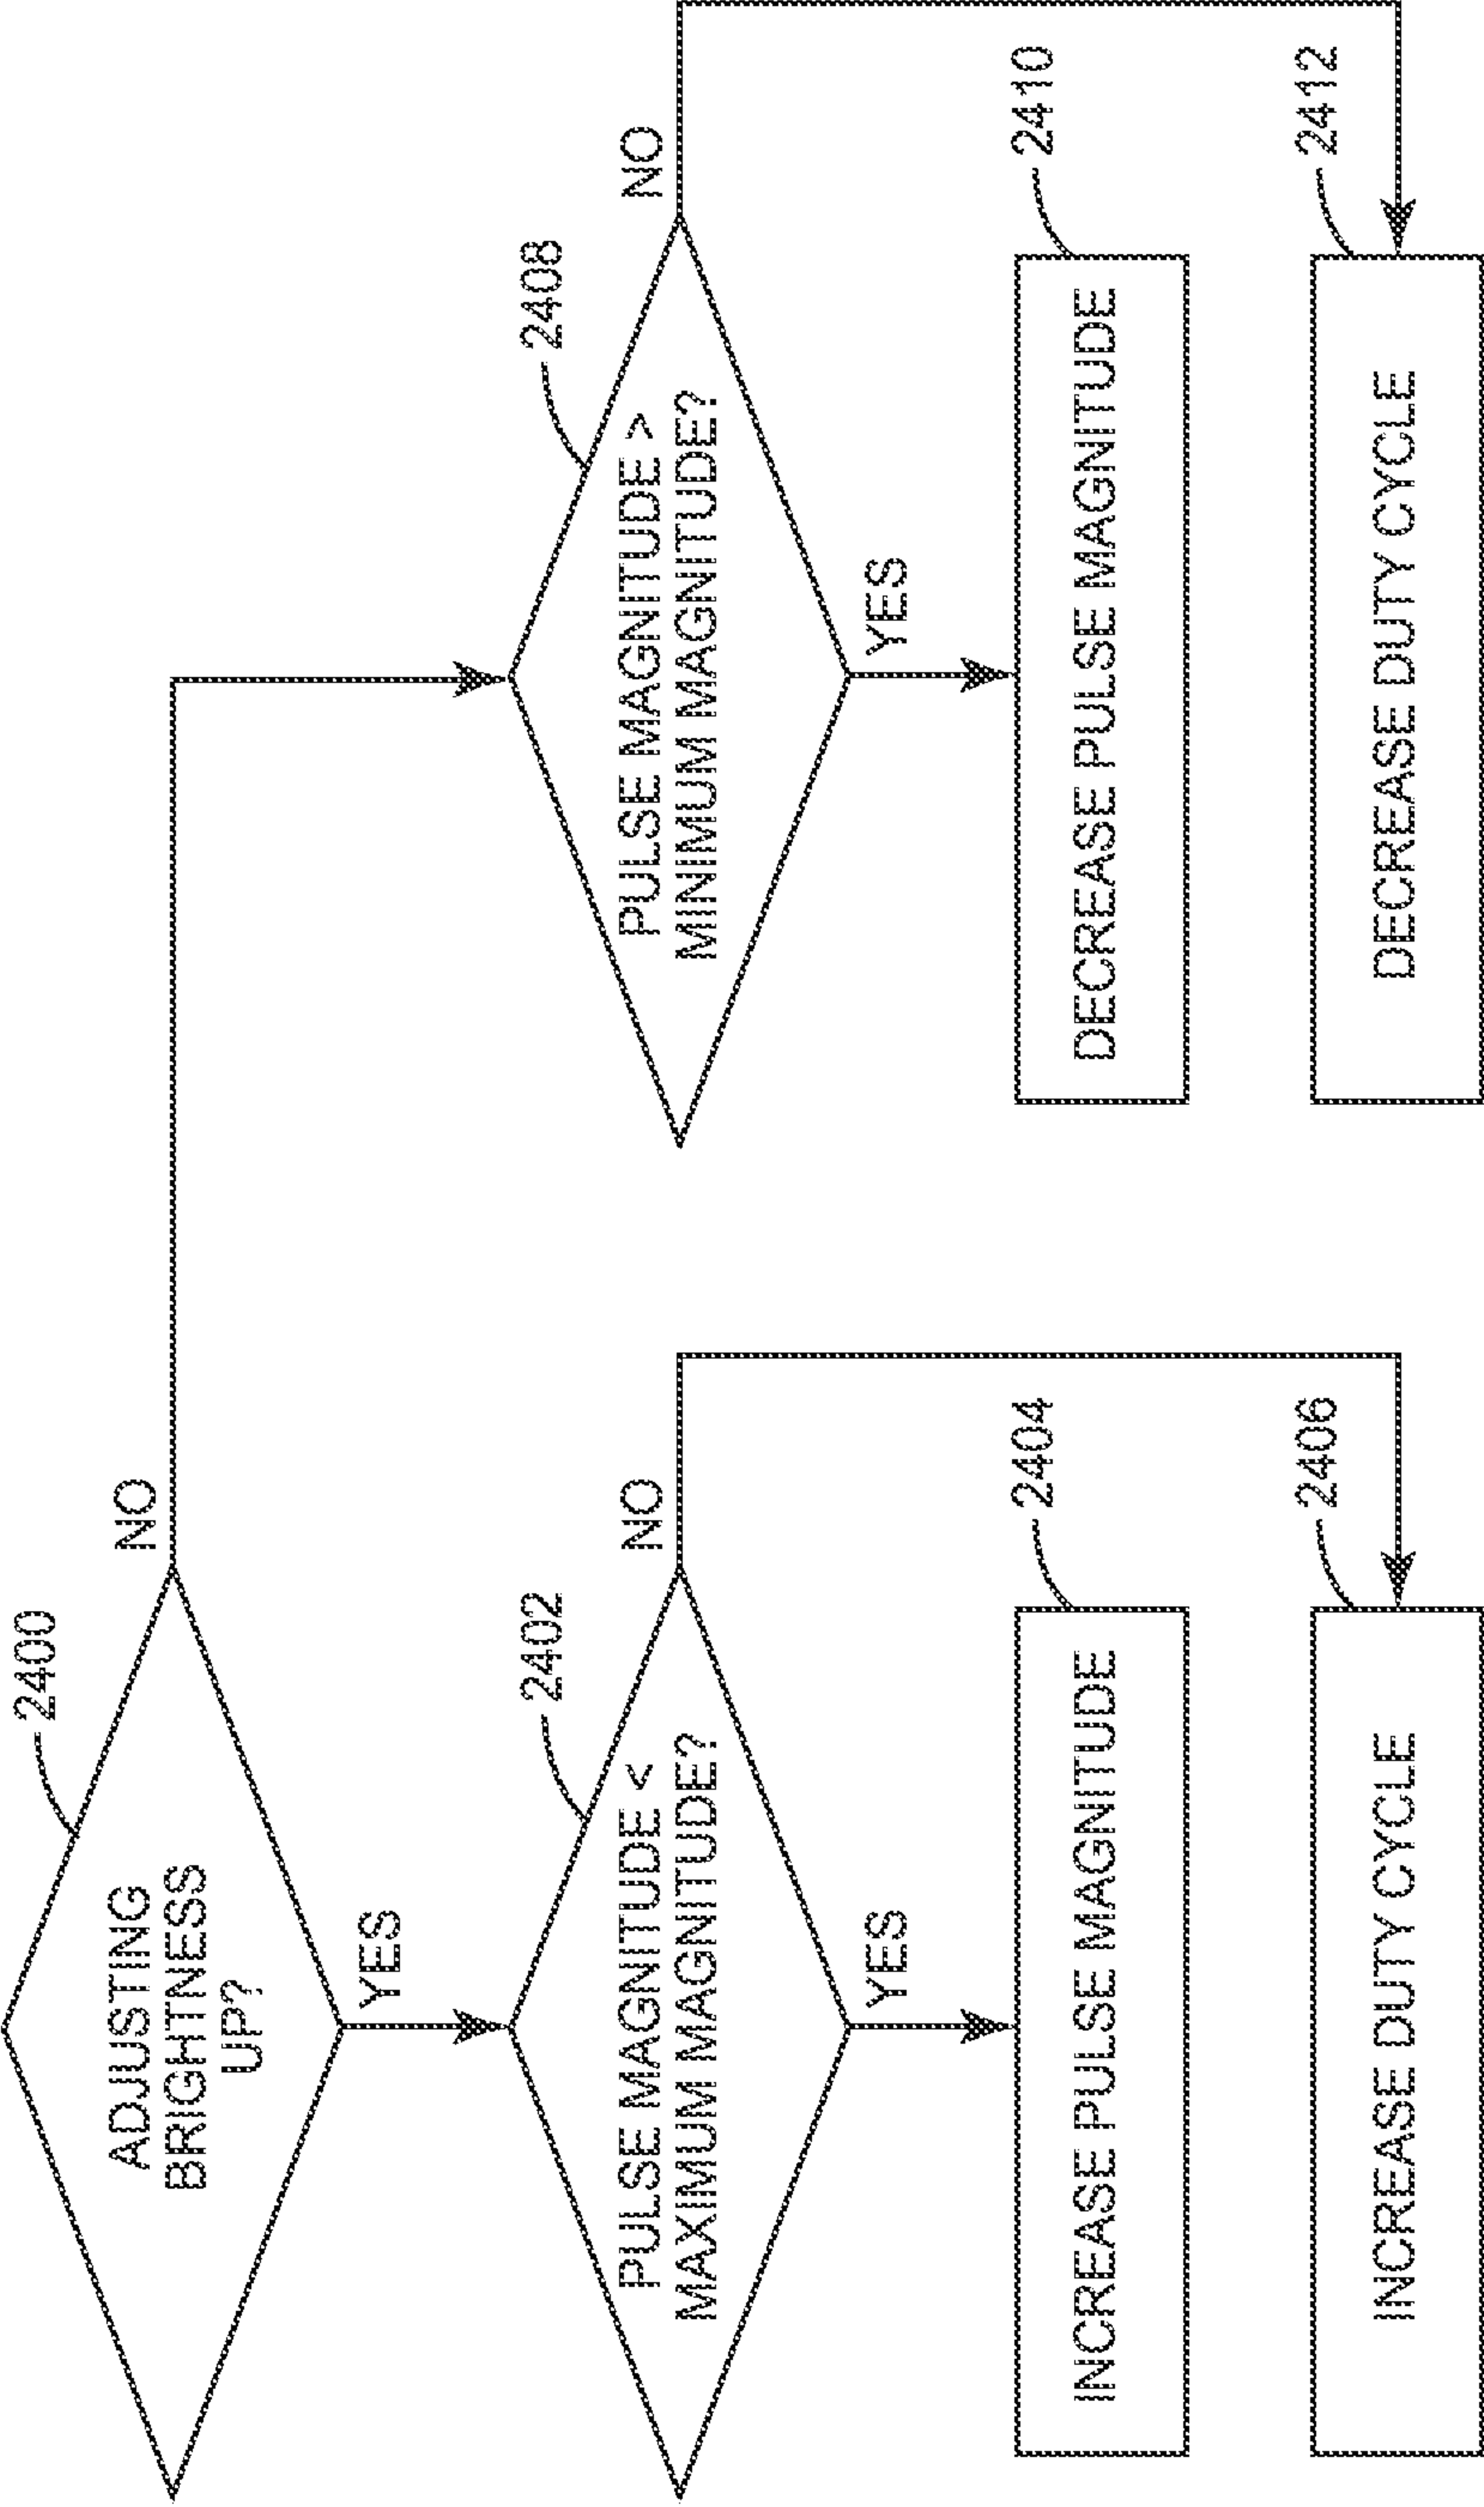 2400
ADJUSTING
BRIGHTNESS
UP?
NO
YES
2402
PULSE MAGNITUDE <
MAXIMUM MAGNITUDE?
NO
YES
2404
INCREASE PULSE MAGNITUDE
2406
INCREASE DUTY CYCLE
2408
PULSE MAGNITUDE >
MINIMUM MAGNITUDE?
NO
YES
2410
DECREASE PULSE MAGNITUDE
2412
DECREASE DUTY CYCLE